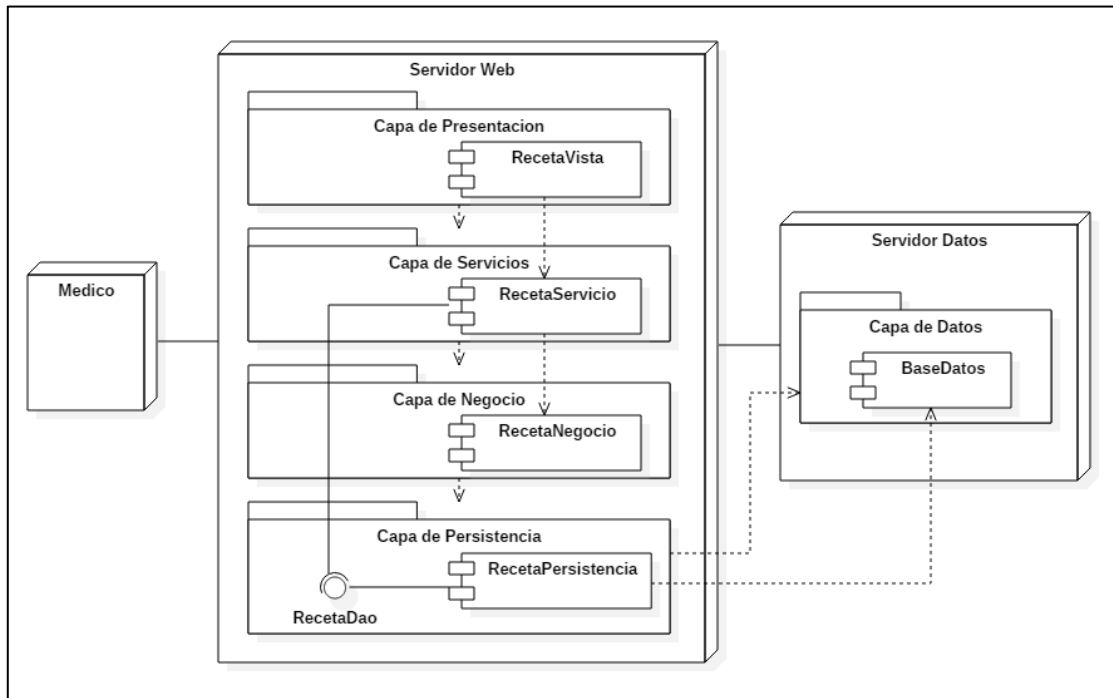 Servidor Web
Capa de Presentacion
RecetaVista
Servidor Datos
Capa de Servicios
Medico
RecetaServicio
Capa de Datos
BaseDatos
Capa de Negocio
RecetaNegocio
Capa de Persistencia
RecetaPersistencia
RecetaDao